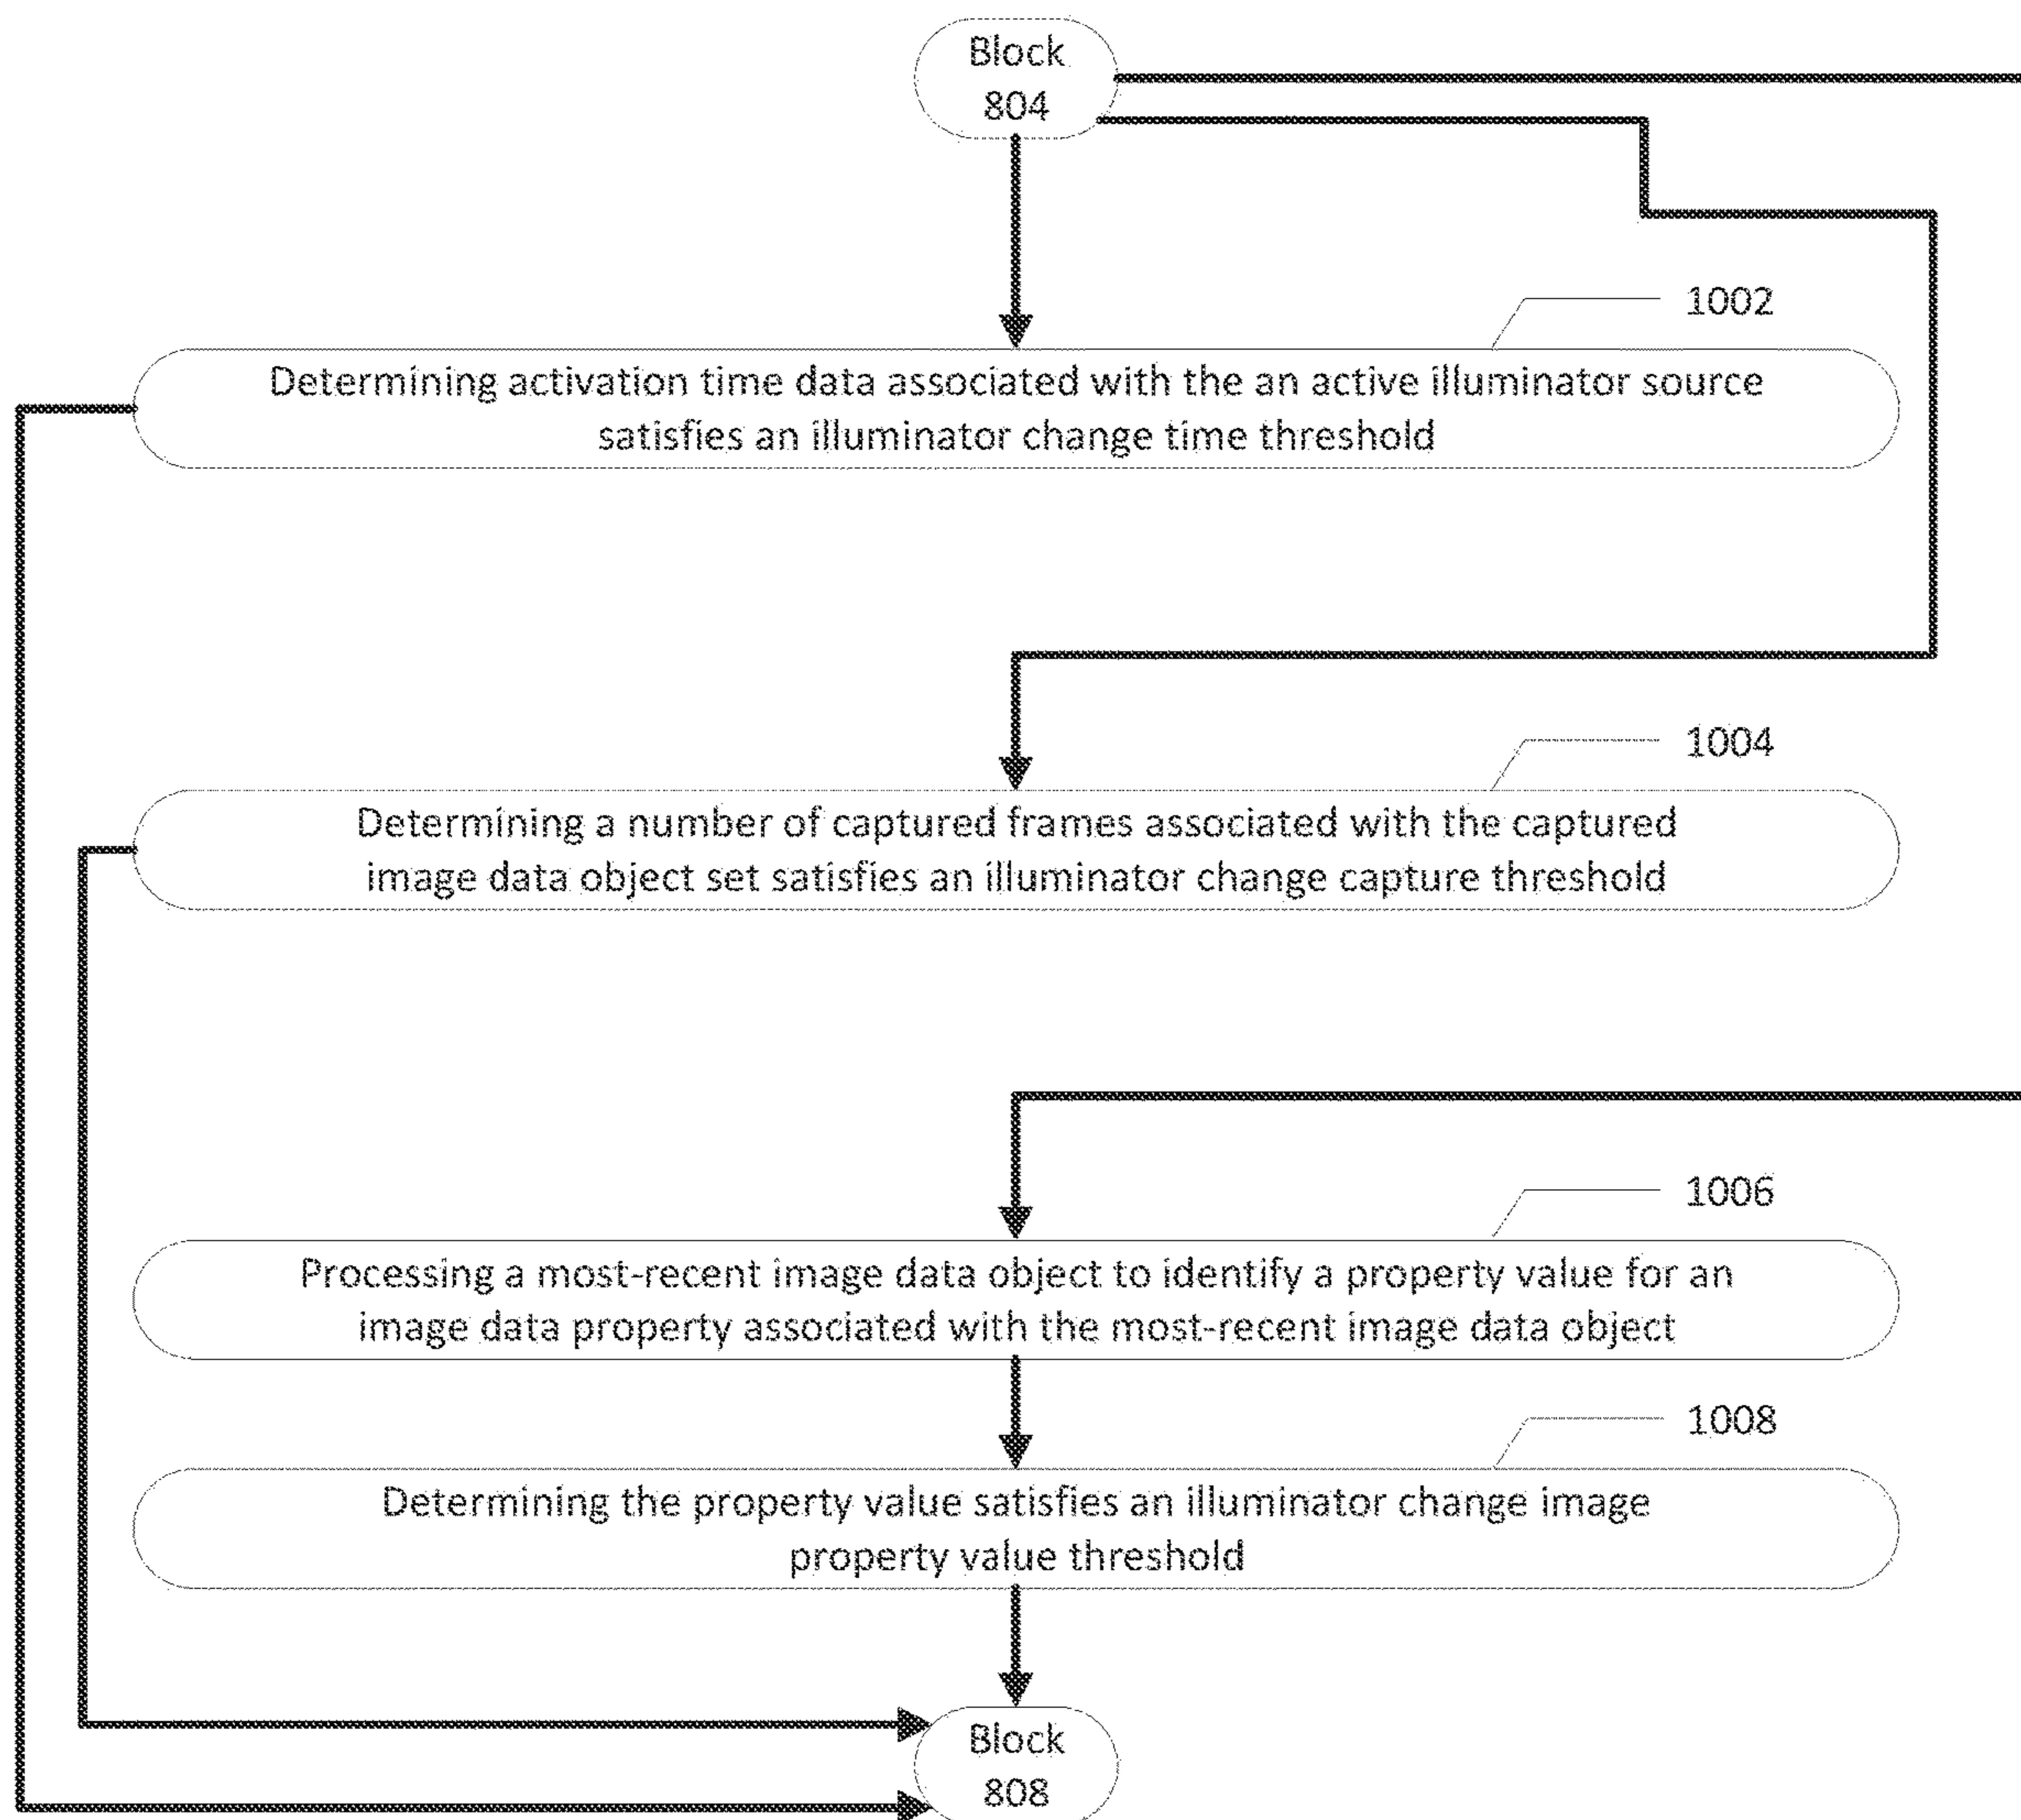 Block
804
1002
Determining activation time data associated with the an active illuminator source
satisfies an illuminator change time threshold
1004
Determining a number of captured frames associated with the captured
image data object set satisfies an illuminator change capture threshold
1006
Processing a most-recent image data object to identify a property value for an
image data property associated with the most-recent image data object
1008
Determining the property value satisfies an illuminator change image
property value threshold
Block
808